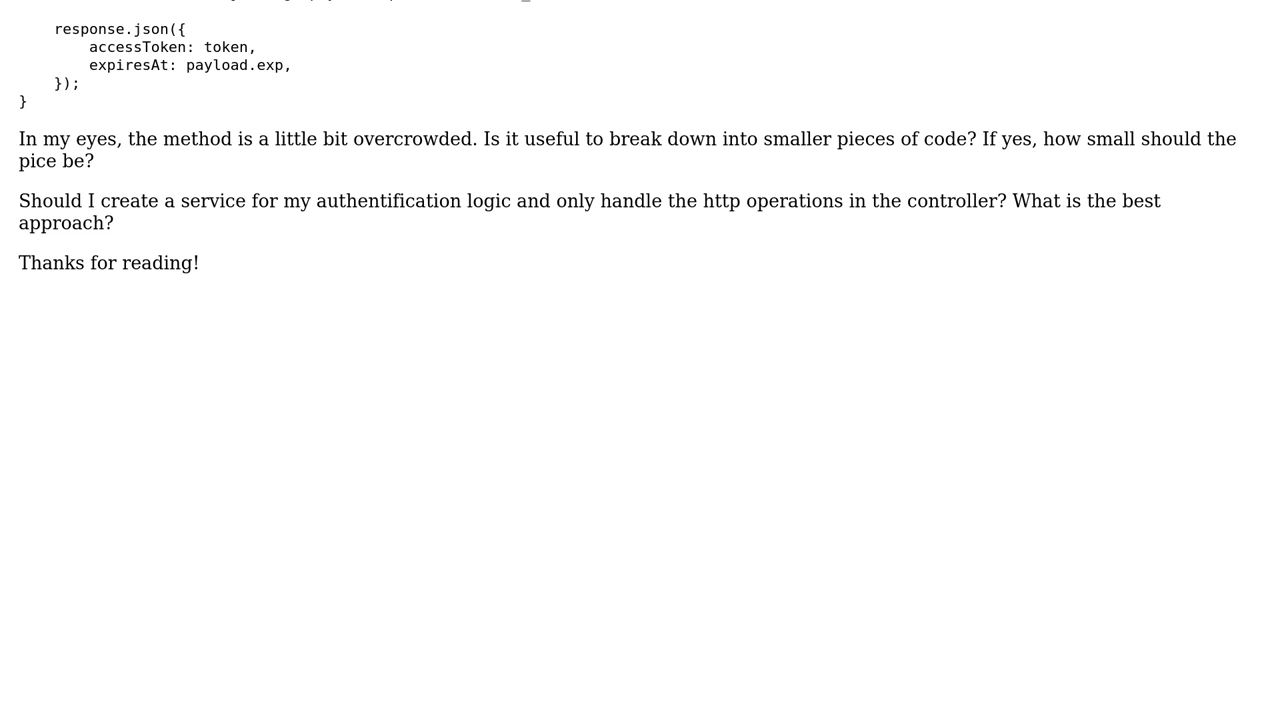 response.json({
        accessToken: token,
        expiresAt: payload.exp,
    });
}
In my eyes, the method is a little bit overcrowded. Is it useful to break down into smaller pieces of code? If yes, how small should the
pice be?
Should I create a service for my authentification logic and only handle the http operations in the controller? What is the best
approach?
Thanks for reading!